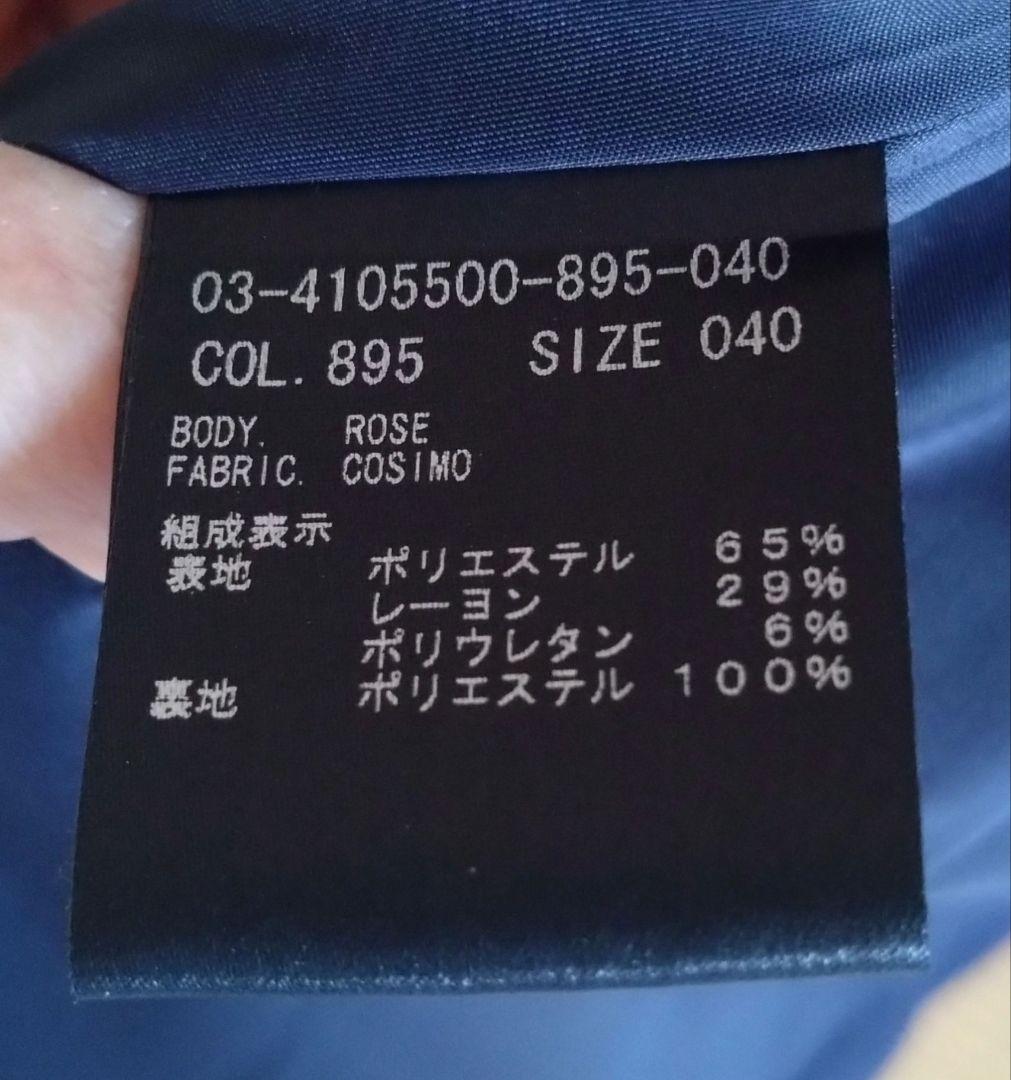 03-4105500-895-040
COL. 895 SIZE 040
BODY. ROSE
FABRIC. COSIMO
組成表示
表地 ポリエステル 65%
レーヨン 29%
ポリウレタン 6%
裏地 ポリエステル 100%